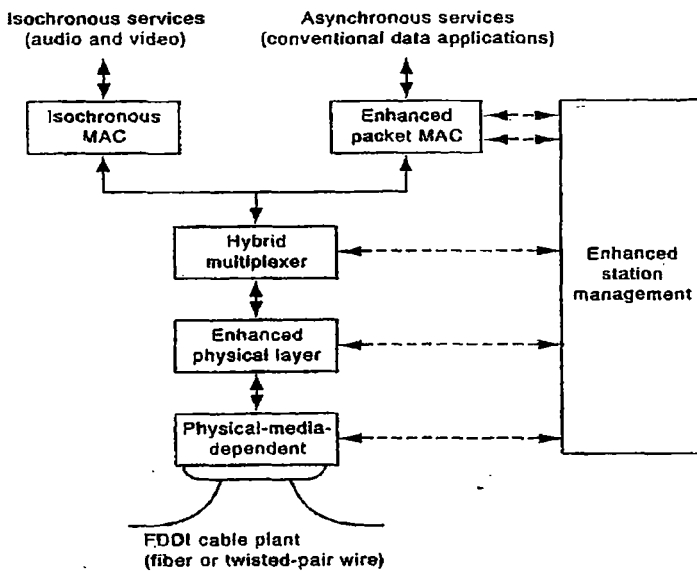 Isochronous services
(audio and video)
Asynchronous services
(conventional data applications)
Isochronous
MAC
Enhanced
packet MAC
Hybrid
multiplexer
Enhanced
station
management
Enhanced
physical layer
Physical-media-
dependent
FDDI cable plant
(fiber or twisted-pair wire)